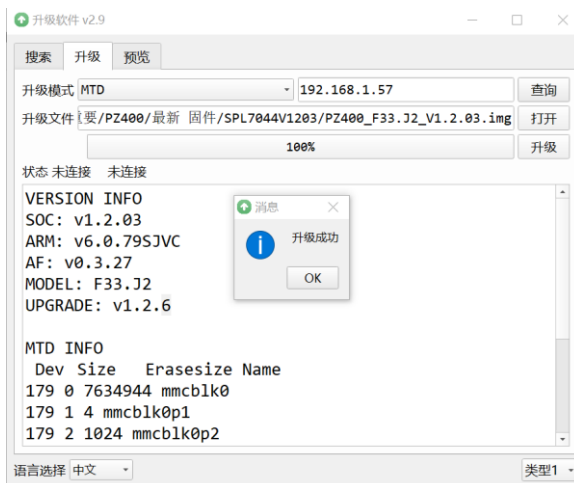 升级软件 v2.9
搜索 升级 预览
升级模式 MTD 192.168.1.57 查询
升级文件 要/PZ400/最新 固件/SPL7044V1203/PZ400_F33.J2_V1.2.03.img 打开
100% 升级
状态 未连接 未连接
VERSION INFO
SOC: v1.2.03
ARM: v6.0.79SJVC
AF: v0.3.27
MODEL: F33.J2
UPGRADE: v1.2.6
消息
升级成功
OK
MTD INFO
Dev Size Erasesize Name
179 0 7634944 mmcblk0
179 1 4 mmcblk0p1
179 2 1024 mmcblk0p2
语言选择 中文 类型1